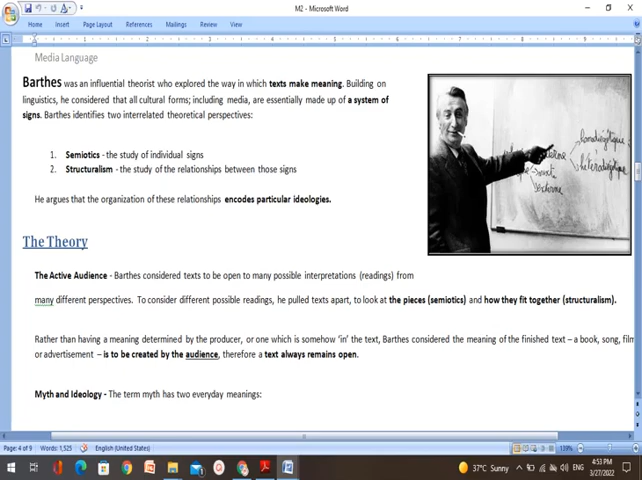 M2 - Microsoft Word
Home Insert Page Layout References Mailings Review Perspectives
Media Language
Barthes was an influential theorist who explored the way in which texts make meaning. Building on
linguistics, he considered that all cultural forms; including media, are essentially made up of a system of
signs. Barthes identifies two interrelated theoretical perspectives:
1. Semiotics - the study of individual signs
2. Structuralism - the study of the relationships between those signs
He argues that the organization of these relationships encodes particular ideologies.
homodiégétique
hétérodiégétique
The Theory
The Active Audience - Barthes considered texts to be open to many possible interpretations (readings) from
many different perspectives. To consider different possible readings, he pulled texts apart, to look at the pieces (semiotics) and how they fit together (structuralism).
Rather than having a meaning determined by the producer, or one which is somehow 'in' the text, Barthes considered the meaning of the finished text – a book, song, film
or advertisement – is to be created by the audience, therefore a text always remains open.
Myth and Ideology - The term myth has two everyday meanings:
Page: 4 of 9 Words: 1,525 English (United States) 139%
37°C Sunny ENG 4:53 PM
3/27/2022